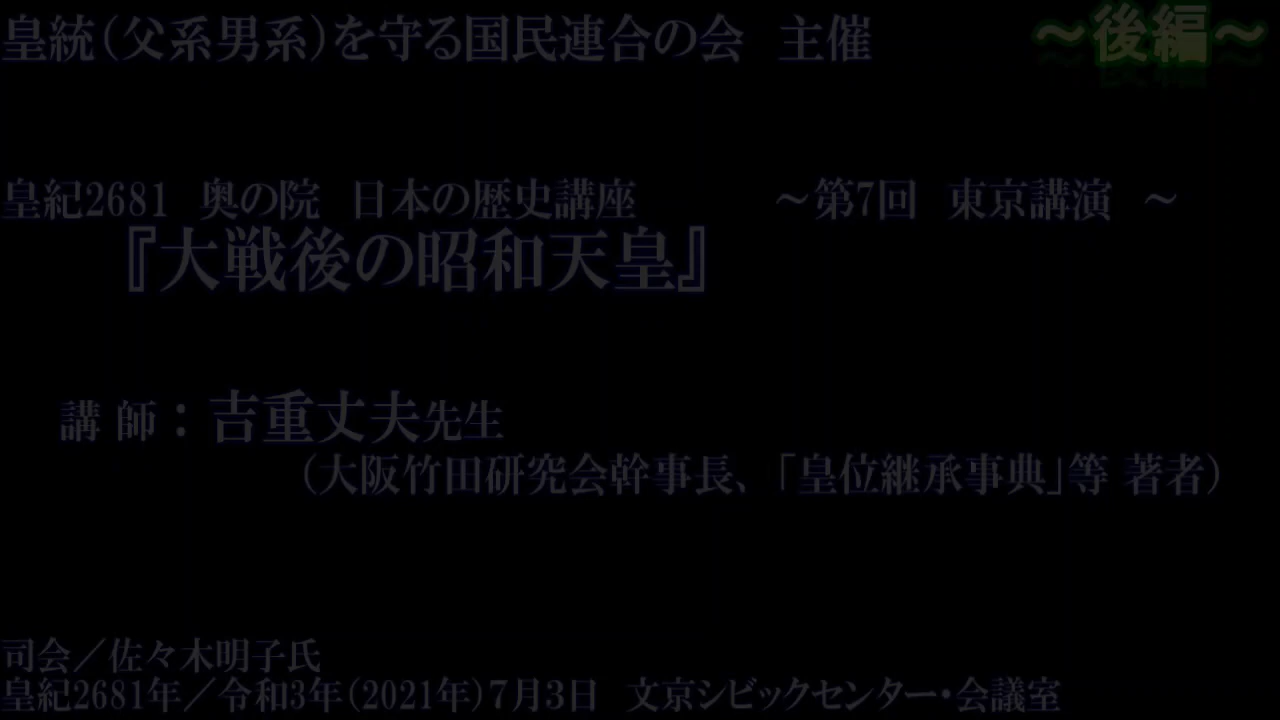 皇統(父系男系)を守る国民連合の会　主催
～後編～
皇紀2681　奥の院　日本の歴史講座　～第7回　東京講演　～
『大戦後の昭和天皇』
講 師：吉重丈夫先生
(大阪竹田研究会幹事長、「皇位継承事典」等 著者)
司会／佐々木明子氏
皇紀2681年／令和3年(2021年)7月3日　文京シビックセンター・会議室